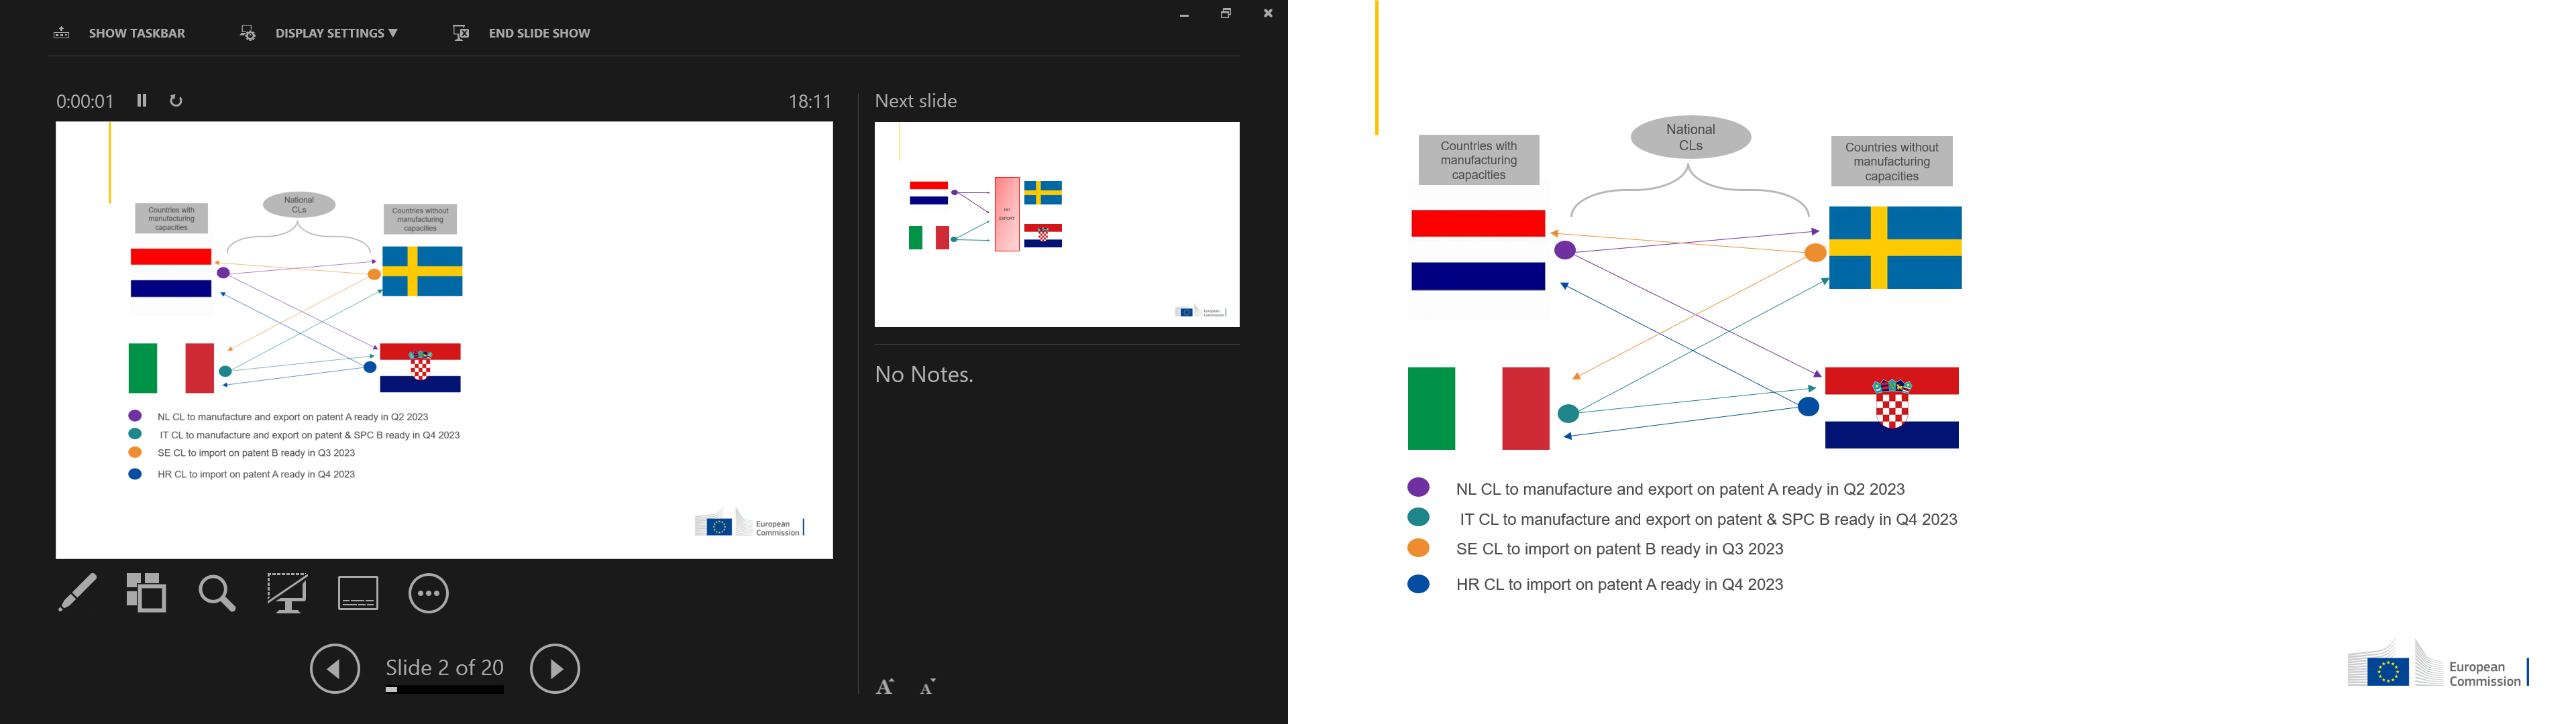 SHOW TASKBAR
DISPLAY SETTINGS ▼
END SLIDE SHOW
0:00:01
18:11
Next slide
National
CLs
Countries with
manufacturing
capacities
Countries without
manufacturing
capacities
NL CL to manufacture and export on patent A ready in Q2 2023
IT CL to manufacture and export on patent & SPC B ready in Q4 2023
SE CL to import on patent B ready in Q3 2023
HR CL to import on patent A ready in Q4 2023
European
Commission
NO
EXPORT
European
Commission
No Notes.
Slide 2 of 20
A
A
National
CLs
Countries with
manufacturing
capacities
Countries without
manufacturing
capacities
NL CL to manufacture and export on patent A ready in Q2 2023
IT CL to manufacture and export on patent & SPC B ready in Q4 2023
SE CL to import on patent B ready in Q3 2023
HR CL to import on patent A ready in Q4 2023
European
Commission